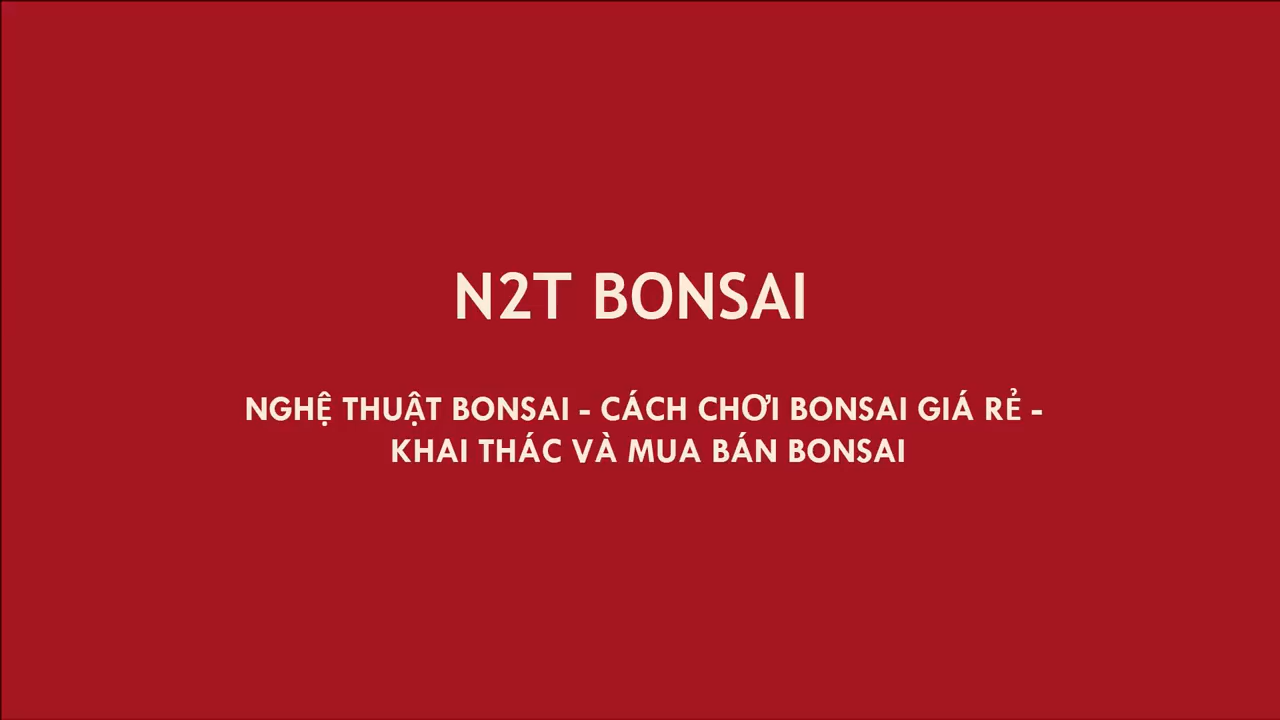 N2T BONSAI
NGHỆ THUẬT BONSAI - CÁCH CHƠI BONSAI GIÁ RẺ -
KHAI THÁC VÀ MUA BÁN BONSAI